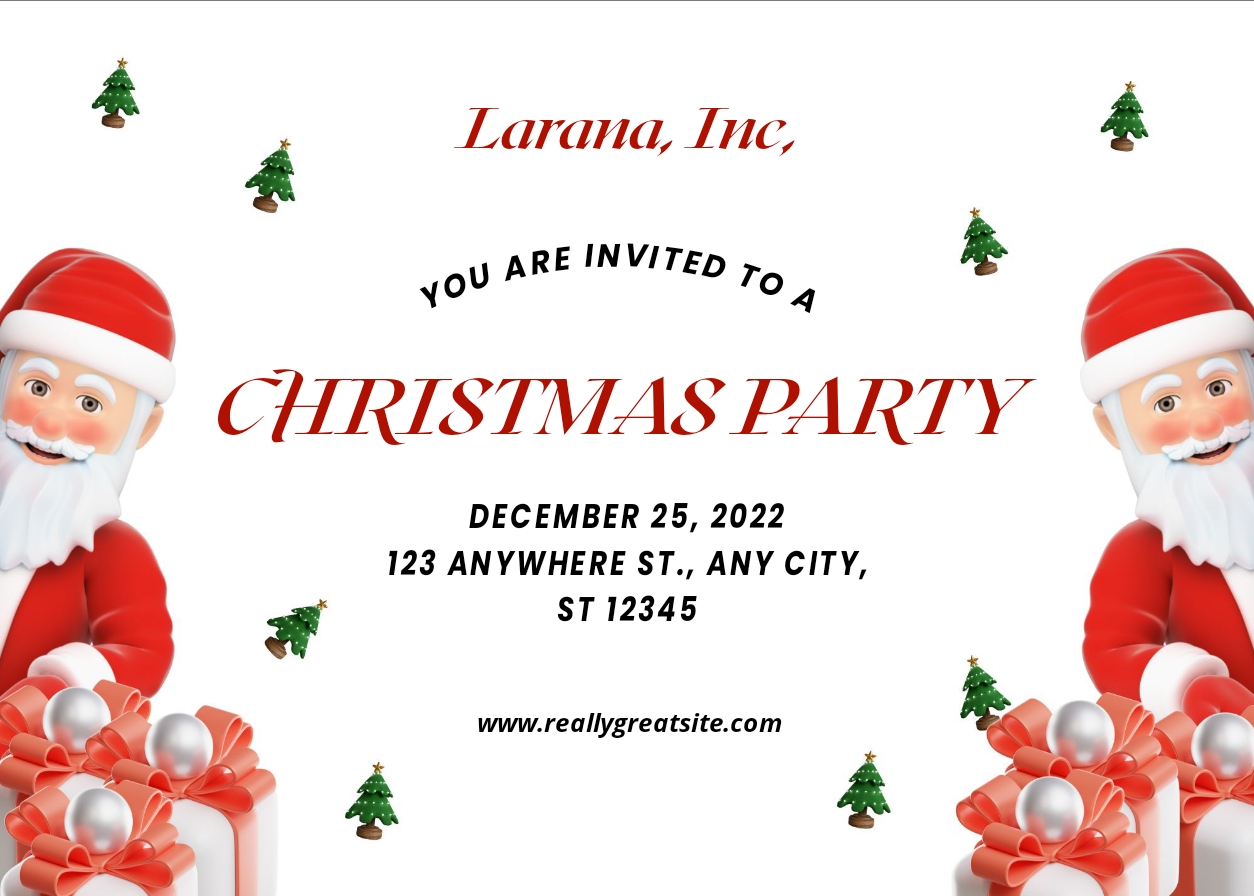 Larana, Inc,
YOU ARE INVITED TO A
CHRISTMAS PARTY
DECEMBER 25, 2022
123 ANYWHERE ST., ANY CITY,
ST 12345
www.reallygreatsite.com